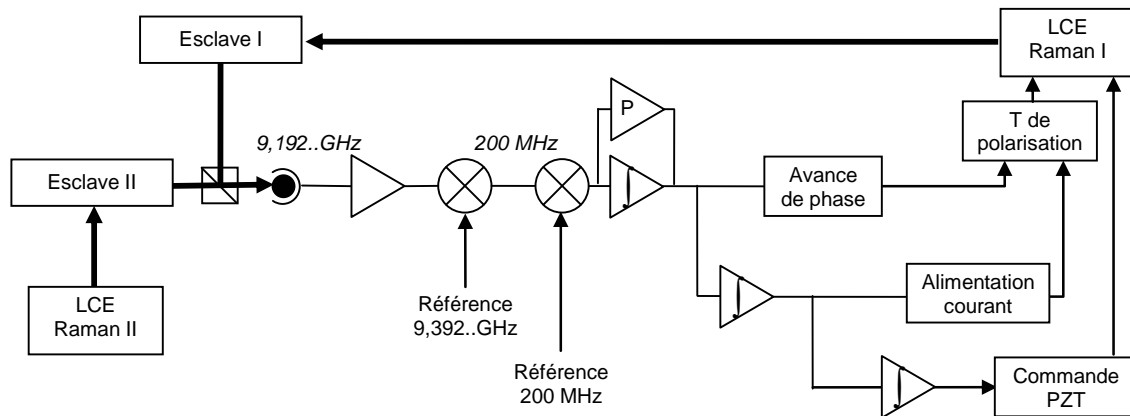 Esclave I
LCE
Raman I
P
9,192..GHz
200 MHz
T de
polarisation
Esclave II
Avance
de phase
∫
LCE
Raman II
Référence
9,392..GHz
∫
Alimentation
courant
Référence
200 MHz
∫
Commande
PZT